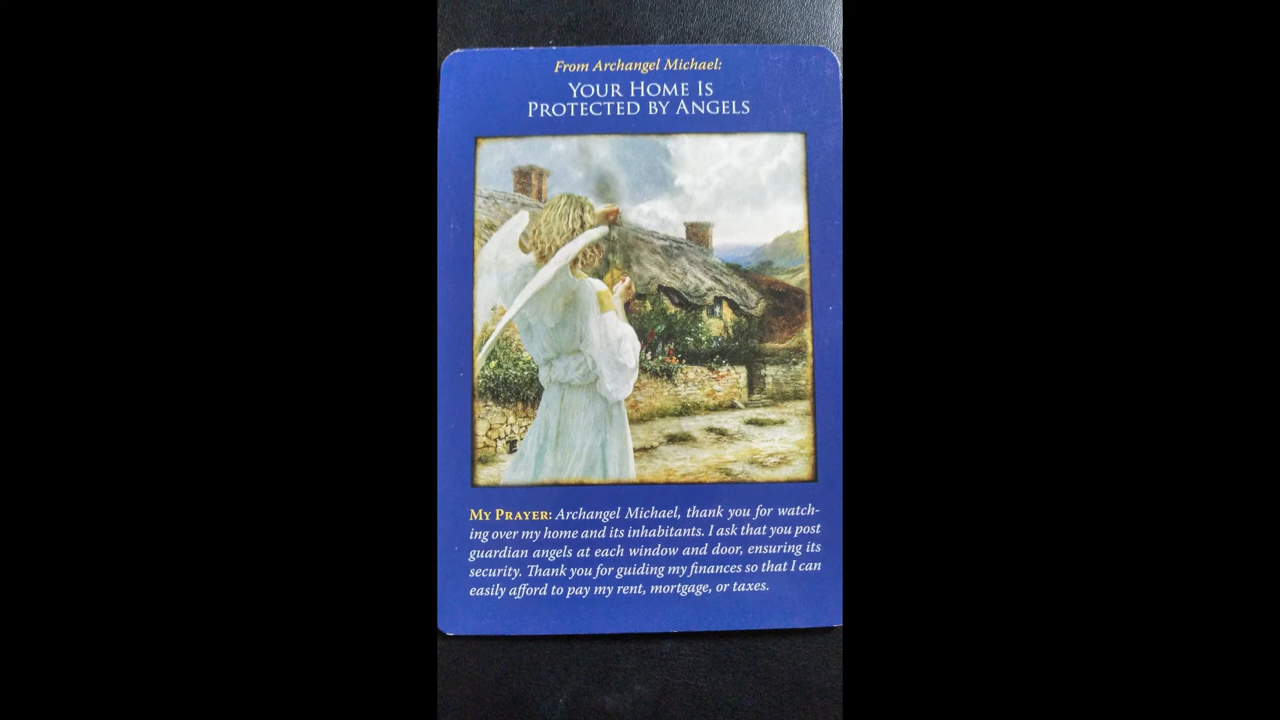 From Archangel Michael:
YOUR HOME IS
PROTECTED BY ANGELS
MY PRAYER: Archangel Michael, thank you for watch-
ing over my home and its inhabitants. I ask that you post
guardian angels at each window and door, ensuring its
security. Thank you for guiding my finances so that I can
easily afford to pay my rent, mortgage, or taxes.